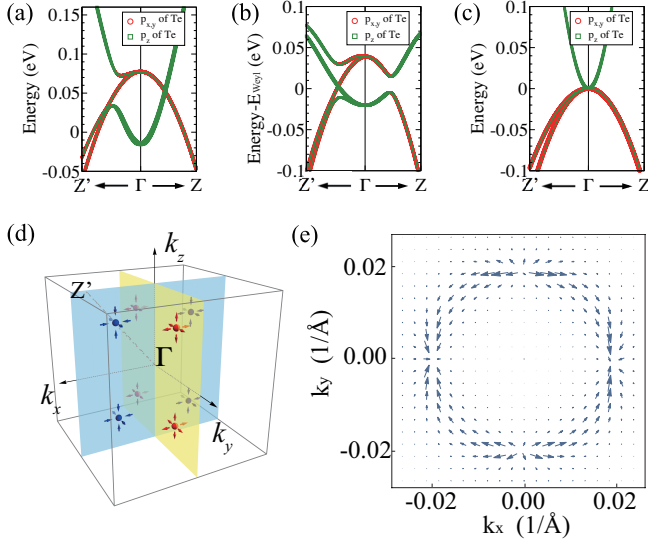 (a)
p x,y of Te
p z of Te
Energy (eV)
0.15
0.1
0.05
0
-0.05
Z' Γ Z
(b)
p x,y of Te
p z of Te
Energy-E Weyl (eV)
0.1
0.05
0
-0.05
-0.1
Z' Γ Z
(c)
p x,y of Te
p z of Te
Energy (eV)
0.1
0.05
0
-0.05
-0.1
Z' Γ Z
(d)
k z
Z'
Γ
k x
k y
(e)
k y (1/Å)
0.02
0.00
-0.02
-0.02 0.00 0.02
k x (1/Å)